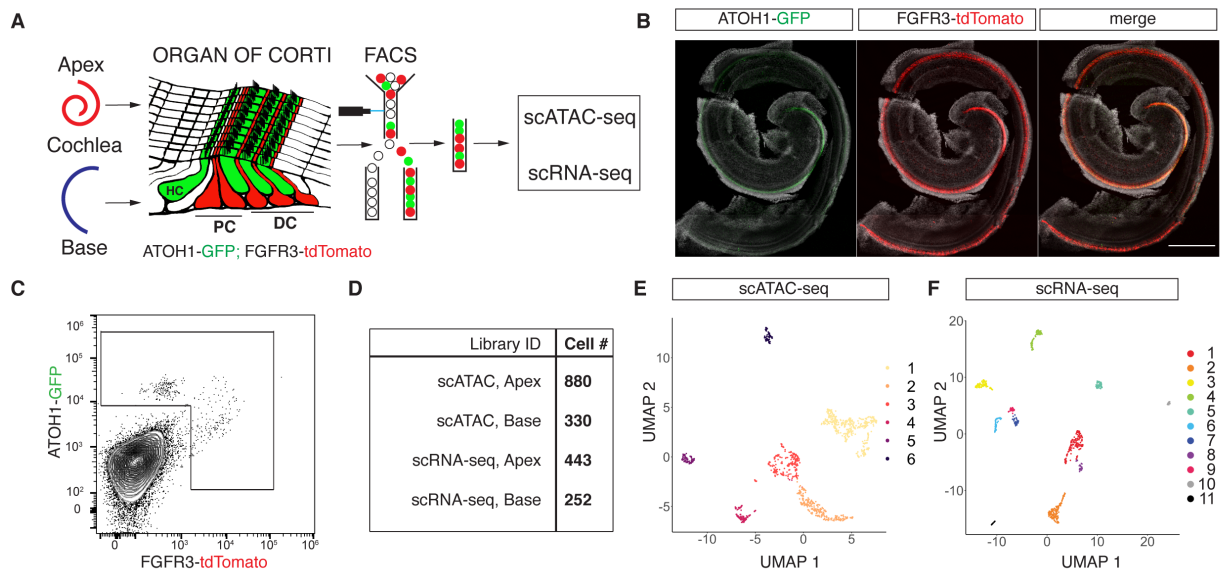 A
Apex
Cochlea
Base
ORGAN OF CORTI
HC
PC
DC
ATOH1-GFP; FGFR3-tdTomato
FACS
scATAC-seq
scRNA-seq
B
ATOH1-GFP
FGFR3-tdTomato
merge
C
ATOH1-GFP
10⁶
10⁵
10⁴
10³
10²
0
0
10³
10⁴
10⁵
10⁶
FGFR3-tdTomato
D
Library ID Cell #
scATAC, Apex 880
scATAC, Base 330
scRNA-seq, Apex 443
scRNA-seq, Base 252
E
scATAC-seq
UMAP 2
10
5
0
-5
-10 -5 0 5
UMAP 1
1
2
3
4
5
6
F
scRNA-seq
UMAP 2
20
10
0
-10
-10 0 10 20
UMAP 1
1
2
3
4
5
6
7
8
9
10
11